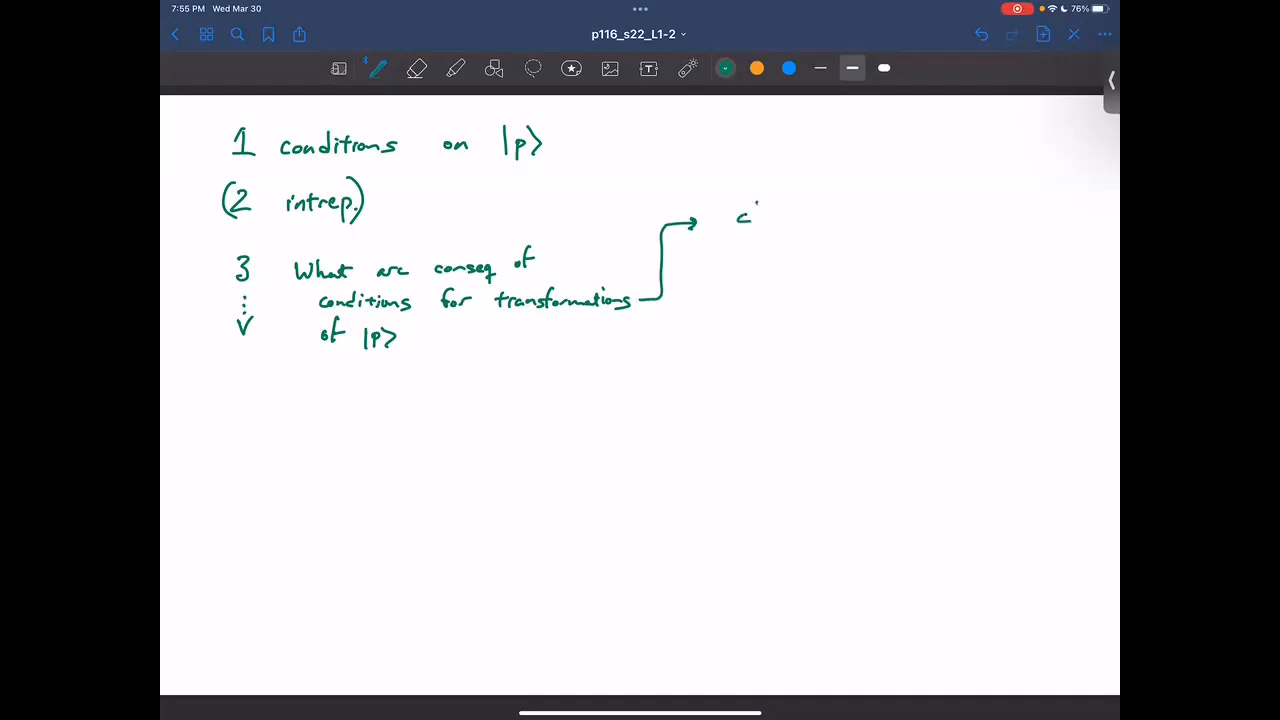 7:55 PM Wed Mar 30
76%
p116_s22_L1-2
1 conditions on |p⟩
(2 intrep.)
3 What are conseq of
conditions for transformations
of |p⟩
c